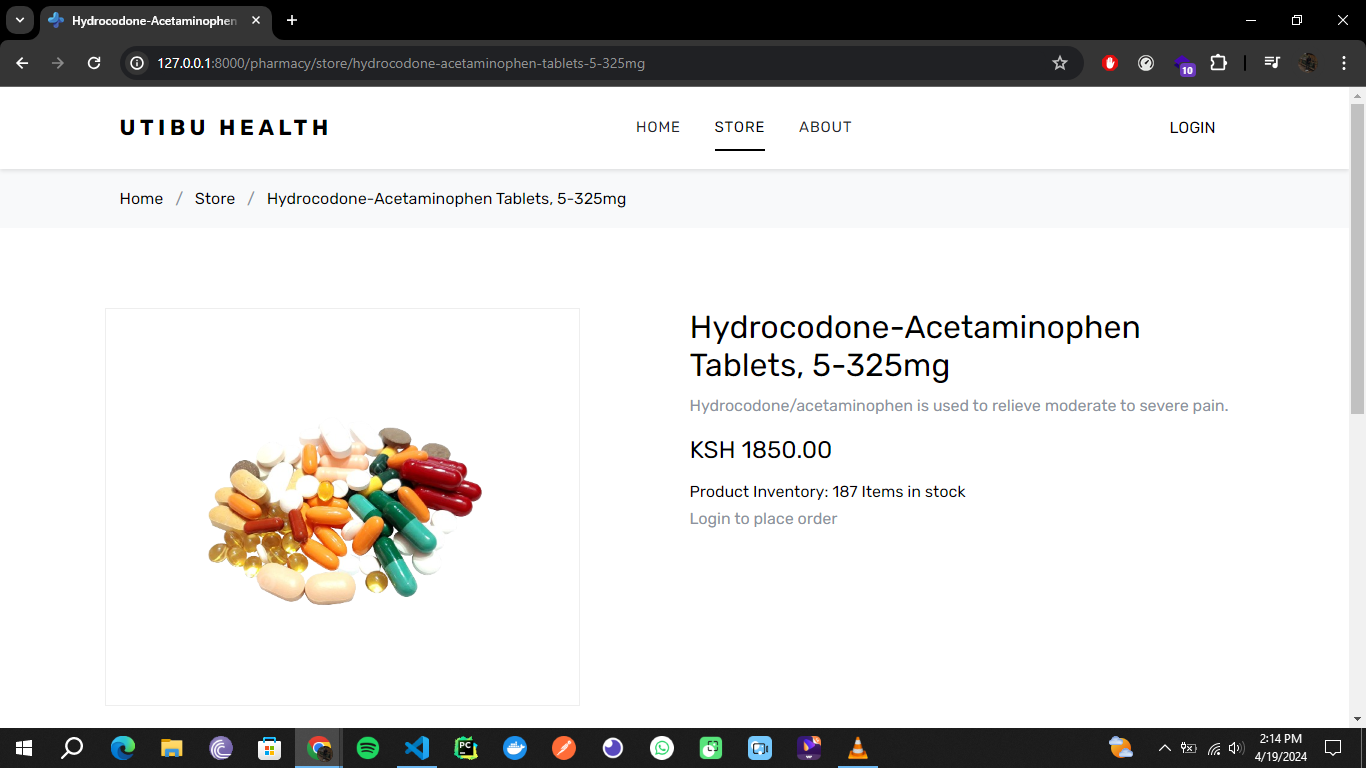 Hydrocodone-Acetaminophen
127.0.0.1:8000/pharmacy/store/hydrocodone-acetaminophen-tablets-5-325mg
10
UTIBU HEALTH
HOME
STORE
ABOUT
LOGIN
Home / Store / Hydrocodone-Acetaminophen Tablets, 5-325mg
Hydrocodone-Acetaminophen
Tablets, 5-325mg
Hydrocodone/acetaminophen is used to relieve moderate to severe pain.
KSH 1850.00
Product Inventory: 187 Items in stock
Login to place order
PC
2:14 PM
4/19/2024